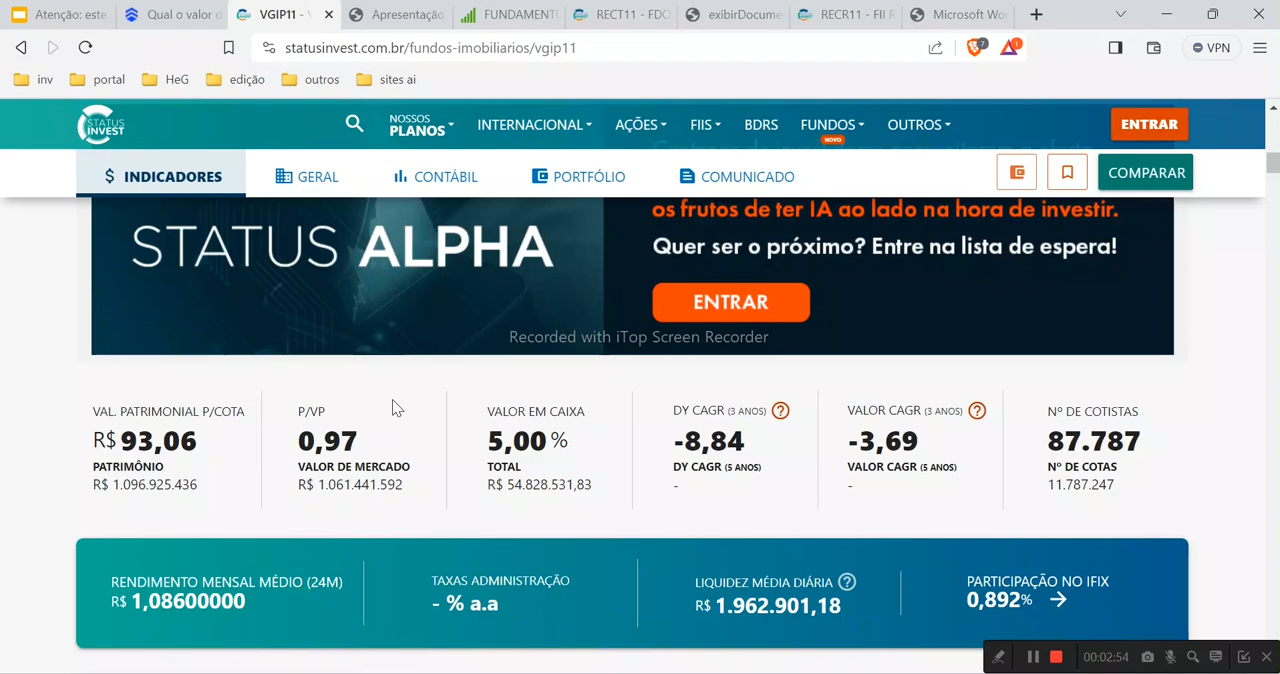 Atenção: este
Qual o valor d
VGIP11 - V
Apresentação
FUNDAMENTU
RECT11 - FDO
exibirDocume
RECR11 - FII R
Microsoft Wo
statusinvest.com.br/fundos-imobiliarios/vgip11
7
1
VPN
inv
portal
HeG
edição
outros
sites ai
STATUS INVEST
NOSSOS PLANOS
INTERNACIONAL
AÇÕES
FIIS
BDRS
FUNDOS
NOVO
OUTROS
ENTRAR
$ INDICADORES
GERAL
CONTÁBIL
PORTFÓLIO
COMUNICADO
COMPARAR
STATUS ALPHA
os frutos de ter IA ao lado na hora de investir.
Quer ser o próximo? Entre na lista de espera!
ENTRAR
Recorded with iTop Screen Recorder
VAL. PATRIMONIAL P/COTA
R$ 93,06
PATRIMÔNIO
R$ 1.096.925.436
P/VP
0,97
VALOR DE MERCADO
R$ 1.061.441.592
VALOR EM CAIXA
5,00 %
TOTAL
R$ 54.828.531,83
DY CAGR (3 ANOS) ?
-8,84
DY CAGR (5 ANOS)
-
VALOR CAGR (3 ANOS) ?
-3,69
VALOR CAGR (5 ANOS)
-
Nº DE COTISTAS
87.787
Nº DE COTAS
11.787.247
RENDIMENTO MENSAL MÉDIO (24M)
R$ 1,08600000
TAXAS ADMINISTRAÇÃO
- % a.a
LIQUIDEZ MÉDIA DIÁRIA ?
R$ 1.962.901,18
PARTICIPAÇÃO NO IFIX
0,892%
00:02:54